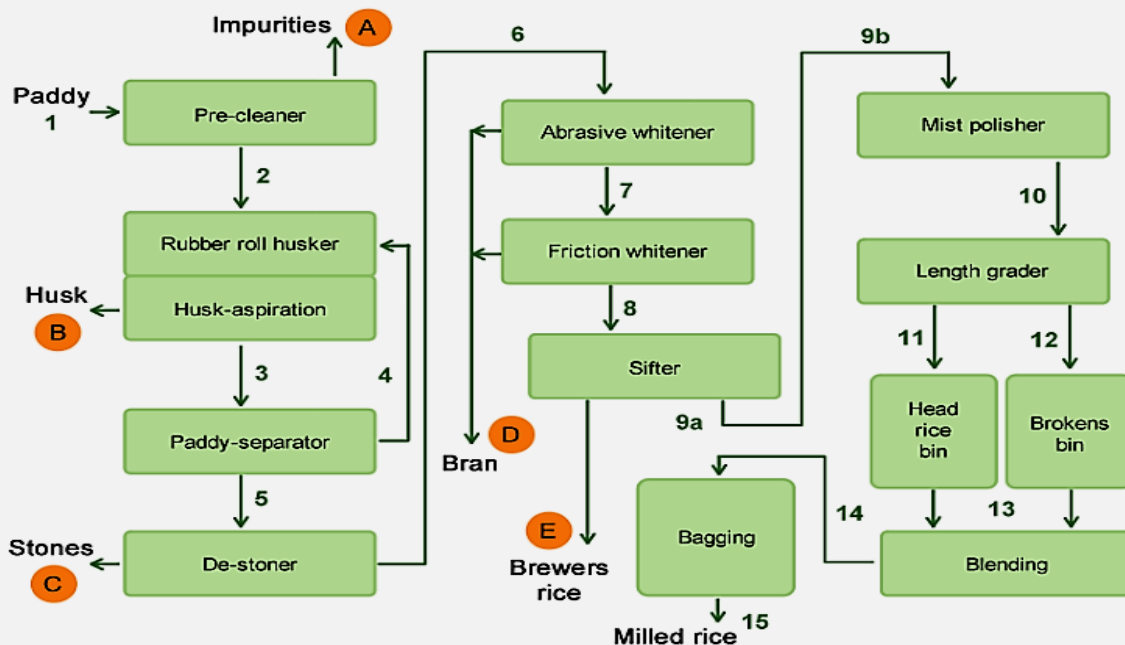 Impurities A
Paddy
1
Pre-cleaner
2
Rubber roll husker
Husk-aspiration
Husk
B
3
4
Paddy-separator
5
Stones
C
De-stoner
6
Abrasive whitener
7
Friction whitener
8
Sifter
9a
D
Bran
E
Brewers
rice
9b
Mist polisher
10
Length grader
11
12
Head
rice
bin
Brokens
bin
13
Blending
14
Bagging
15
Milled rice